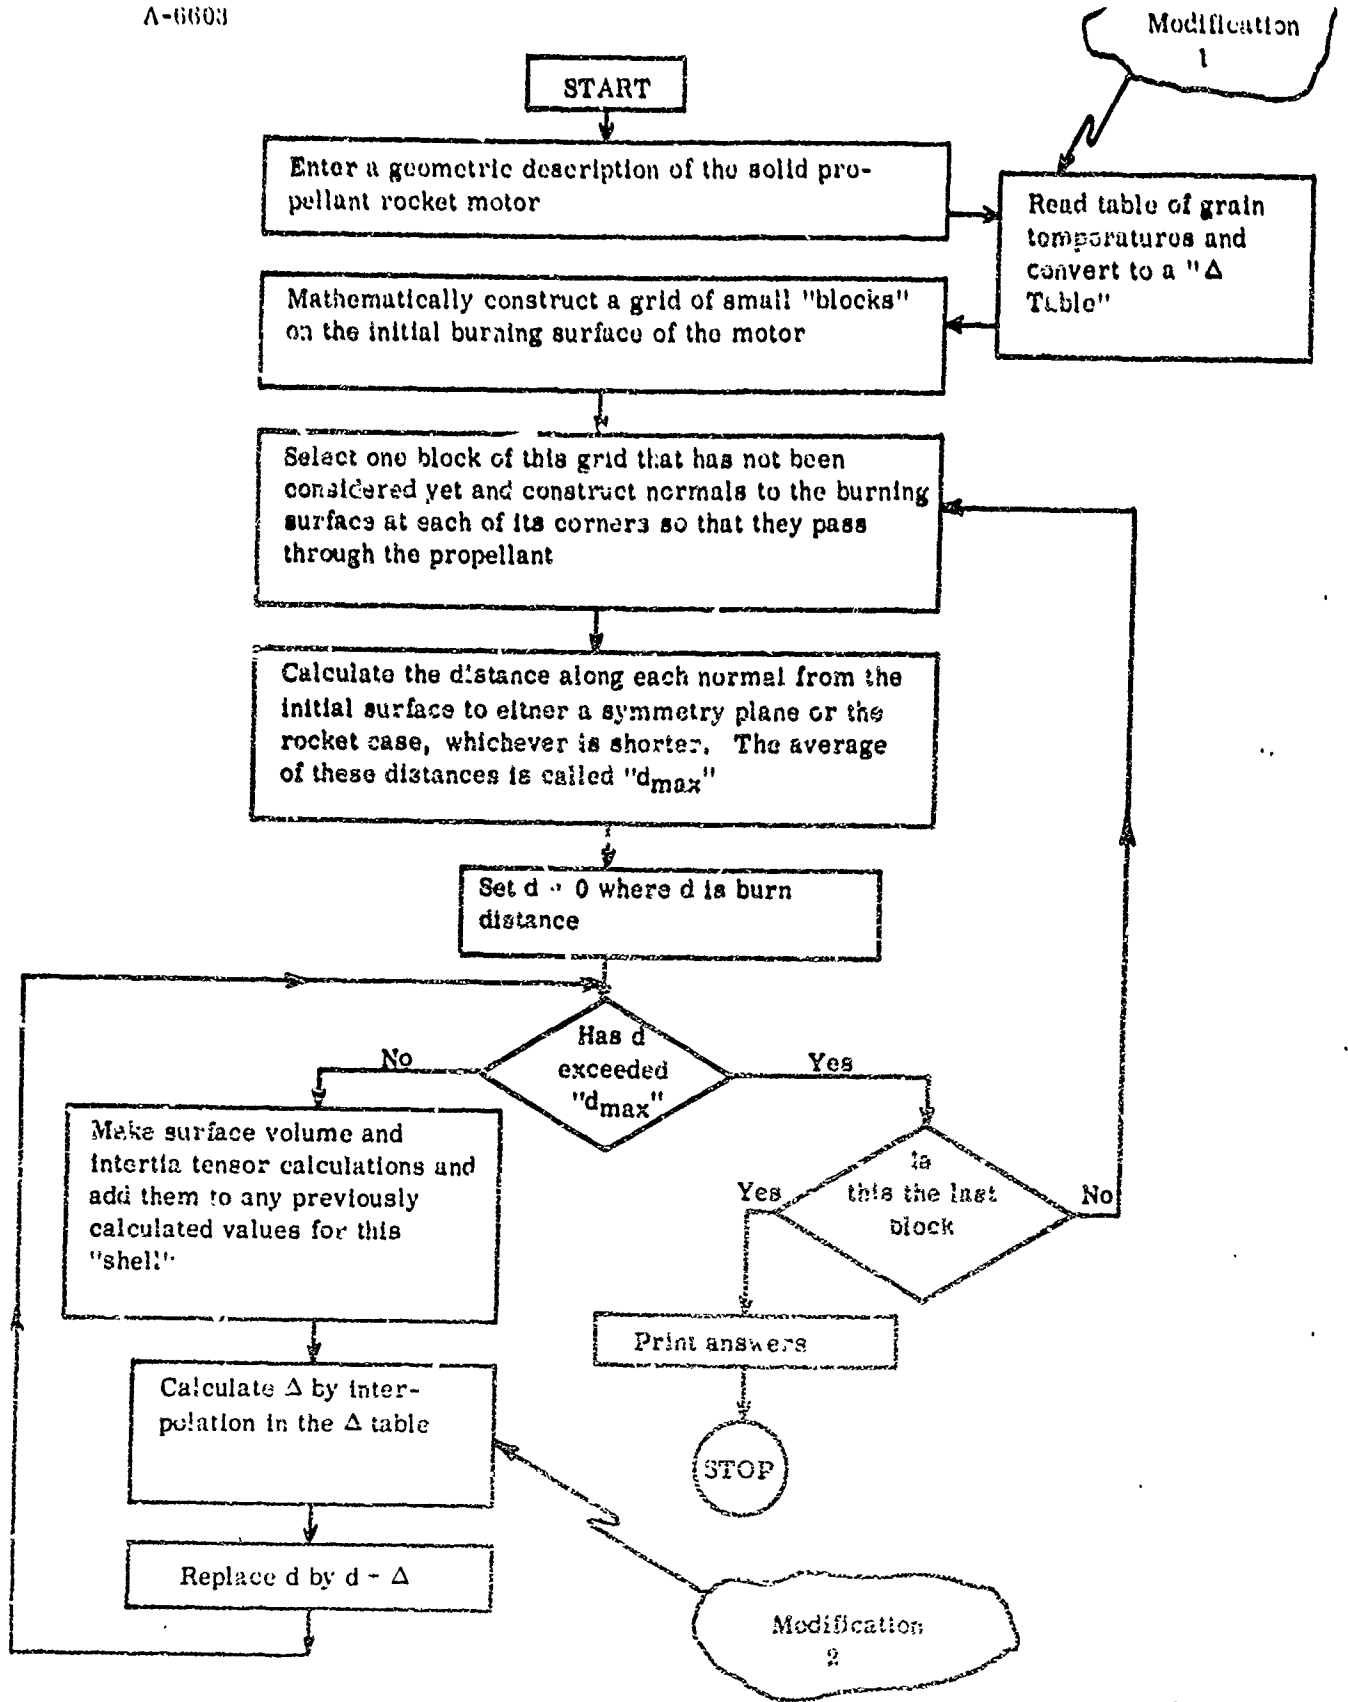 A-6603
Modification
1
START
Enter a geometric description of the solid pro-
pellant rocket motor
Read table of grain
temperatures and
convert to a "Δ
Table"
Mathematically construct a grid of small "blocks"
on the initial burning surface of the motor
Select one block of this grid that has not been
considered yet and construct normals to the burning
surface at each of its corners so that they pass
through the propellant
Calculate the distance along each normal from the
initial surface to either a symmetry plane or the
rocket case, whichever is shorter. The average
of these distances is called "dmax"
Set d = 0 where d is burn
distance
Has d
exceeded
"dmax"
No
Yes
Make surface volume and
intertia tensor calculations and
add them to any previously
calculated values for this
"shell"
Is
this the last
block
Yes
No
Print answers
Calculate Δ by inter-
polation in the Δ table
STOP
Replace d by d + Δ
Modification
2